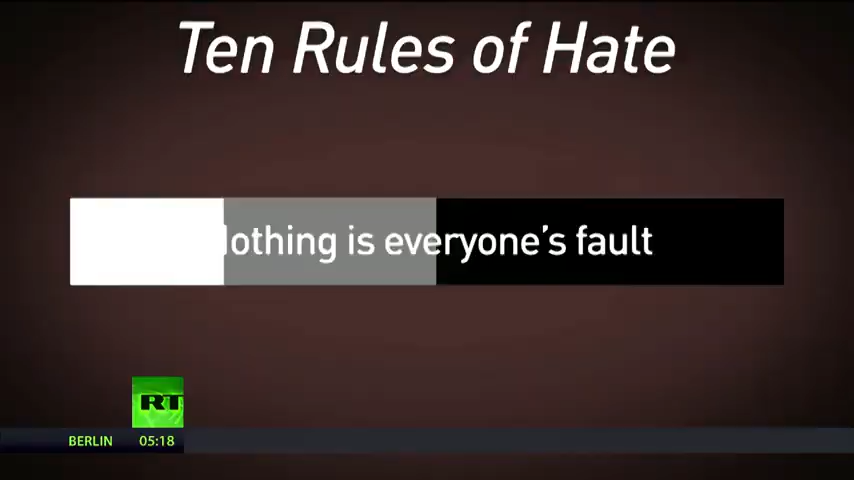 Ten Rules of Hate
Nothing is everyone's fault
RT
BERLIN 05:18